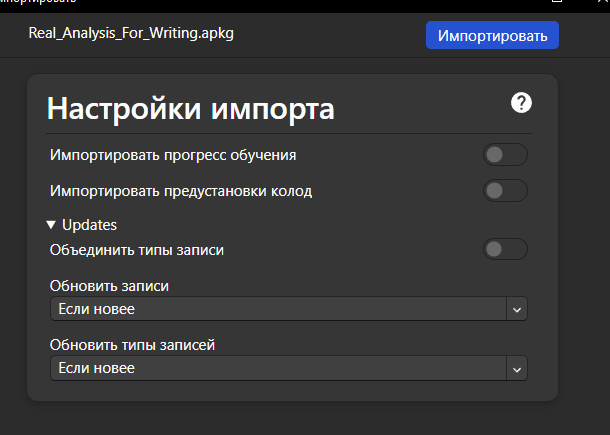 Импортировать
Real_Analysis_For_Writing.apkg
Импортировать
Настройки импорта
?
Импортировать прогресс обучения
Импортировать предустановки колод
Updates
Объединить типы записи
Обновить записи
Если новее
Обновить типы записей
Если новее